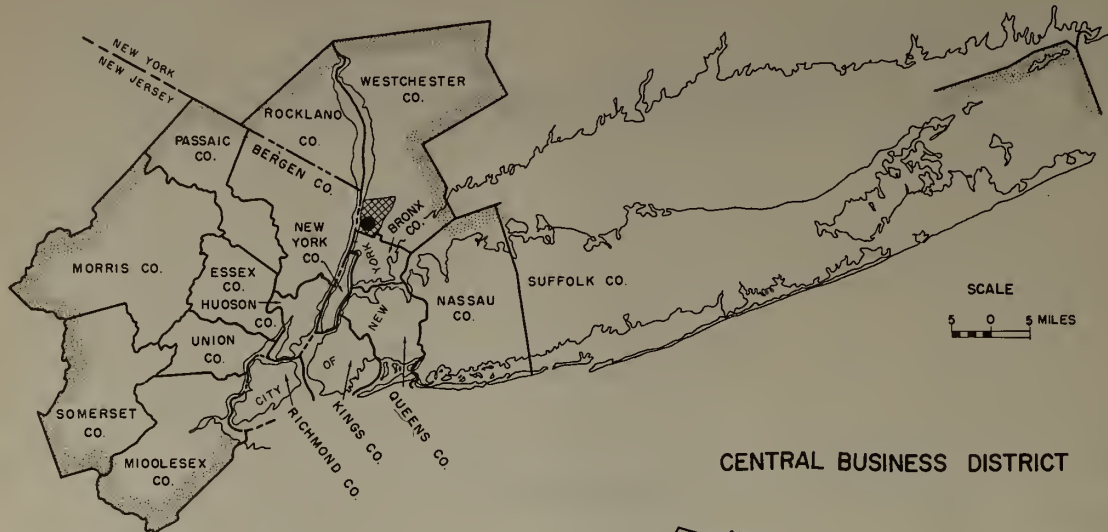 NEW YORK
NEW JERSEY
WESTCHESTER
CO.
ROCKLAND
CO.
PASSAIC
CO.
BERGEN CO.
BRONX
CO.
NEW
YORK
CO.
MORRIS CO.
ESSEX
CO.
HUDSON
CO.
UNION
CO.
SOMERSET
CO.
MIDDLESEX
CO.
CITY
OF
NEW
YORK
RICHMOND CO.
KINGS CO.
QUEENS CO.
NASSAU
CO.
SUFFOLK CO.
SCALE
5 0 5 MILES
CENTRAL BUSINESS DISTRICT